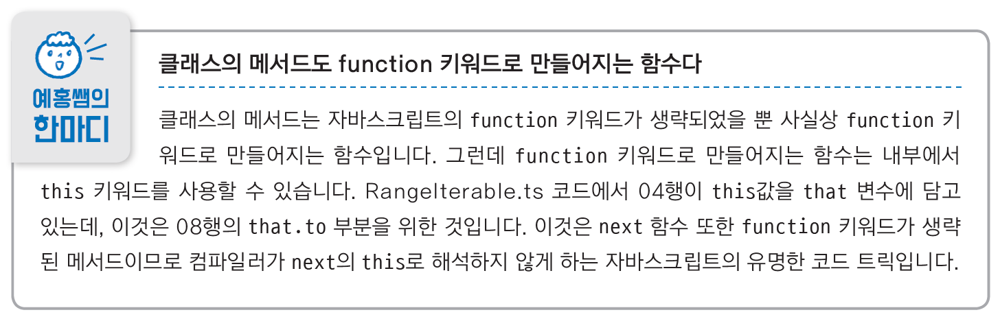 예홍쌤의
한마디
클래스의 메서드도 function 키워드로 만들어지는 함수다
클래스의 메서드는 자바스크립트의 function 키워드가 생략되었을 뿐 사실상 function 키
워드로 만들어지는 함수입니다. 그런데 function 키워드로 만들어지는 함수는 내부에서
this 키워드를 사용할 수 있습니다. RangeIterable.ts 코드에서 04행이 this값을 that 변수에 담고
있는데, 이것은 08행의 that.to 부분을 위한 것입니다. 이것은 next 함수 또한 function 키워드가 생략
된 메서드이므로 컴파일러가 next의 this로 해석하지 않게 하는 자바스크립트의 유명한 코드 트릭입니다.